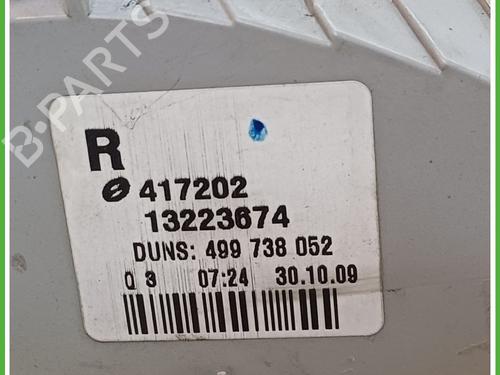 B-PARTS
R
417202
13223674
DUNS: 499 738 052
Q 3 07:24 30.10.09